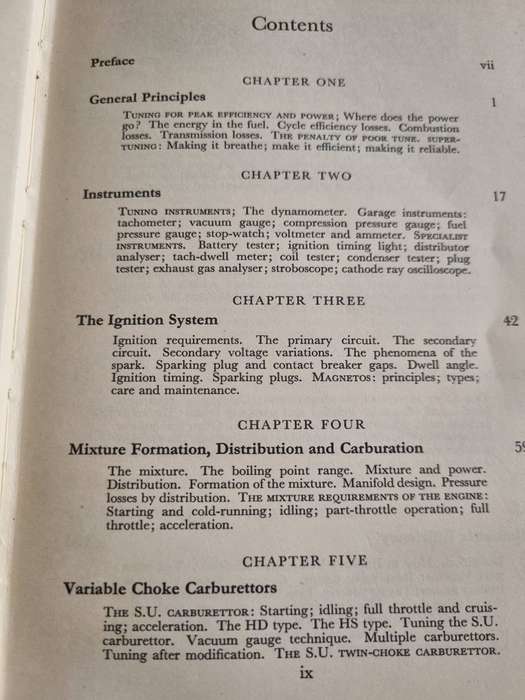 Contents
Preface vii
CHAPTER ONE
General Principles 1
TUNING FOR PEAK EFFICIENCY AND POWER; Where does the power
go? The energy in the fuel. Cycle efficiency losses. Combustion
losses. Transmission losses. THE PENALTY OF POOR TUNE. SUPER-
TUNING: Making it breathe; make it efficient; making it reliable.
CHAPTER TWO
Instruments 17
TUNING INSTRUMENTS; The dynamometer. Garage instruments:
tachometer; vacuum gauge; compression pressure gauge; fuel
pressure gauge; stop-watch; voltmeter and ammeter. SPECIALIST
INSTRUMENTS. Battery tester; ignition timing light; distributor
analyser; tach-dwell meter; coil tester; condenser tester; plug
tester; exhaust gas analyser; stroboscope; cathode ray oscilloscope.
CHAPTER THREE
The Ignition System 42
Ignition requirements. The primary circuit. The secondary
circuit. Secondary voltage variations. The phenomena of the
spark. Sparking plug and contact breaker gaps. Dwell angle.
Ignition timing. Sparking plugs. MAGNETOS: principles; types;
care and maintenance.
CHAPTER FOUR
Mixture Formation, Distribution and Carburation 59
The mixture. The boiling point range. Mixture and power.
Distribution. Formation of the mixture. Manifold design. Pressure
losses by distribution. THE MIXTURE REQUIREMENTS OF THE ENGINE:
Starting and cold-running; idling; part-throttle operation; full
throttle; acceleration.
CHAPTER FIVE
Variable Choke Carburettors
THE S.U. CARBURETTOR: Starting; idling; full throttle and cruis-
ing; acceleration. The HD type. The HS type. Tuning the S.U.
carburettor. Vacuum gauge technique. Multiple carburettors.
Tuning after modification. THE S.U. TWIN-CHOKE CARBURETTOR.
ix